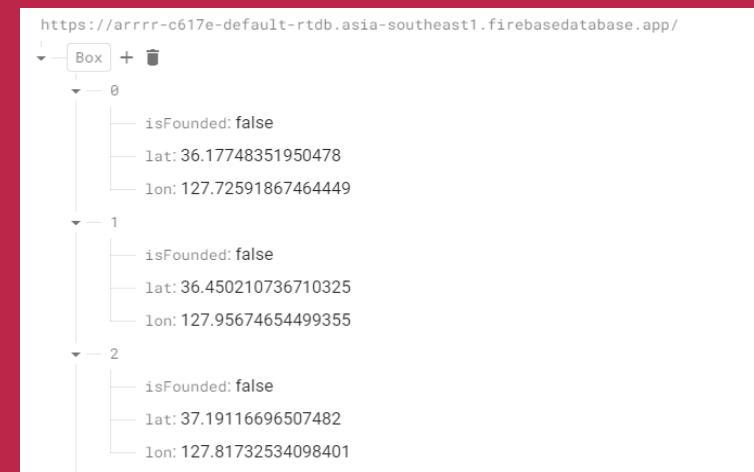 https://arrrr-c617e-default-rtdb.asia-southeast1.firebasedatabase.app/
Box +
0
isFounded: false
lat: 36.17748351950478
lon: 127.72591867464449
1
isFounded: false
lat: 36.450210736710325
lon: 127.95674654499355
2
isFounded: false
lat: 37.19116696507482
lon: 127.81732534098401